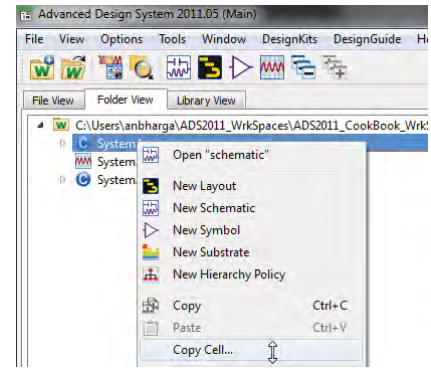 Advanced Design System 2011.05 (Main)
File View Options Tools Window DesignKits DesignGuide
File View Folder View Library View
C:\Users\anbharga\ADS2011_WrkSpaces\ADS2011_CookBook_Wrk
System
Open "schematic"
System.
System.
New Layout
New Schematic
New Symbol
New Substrate
New Hierarchy Policy
Copy Ctrl+C
Paste Ctrl+V
Copy Cell...